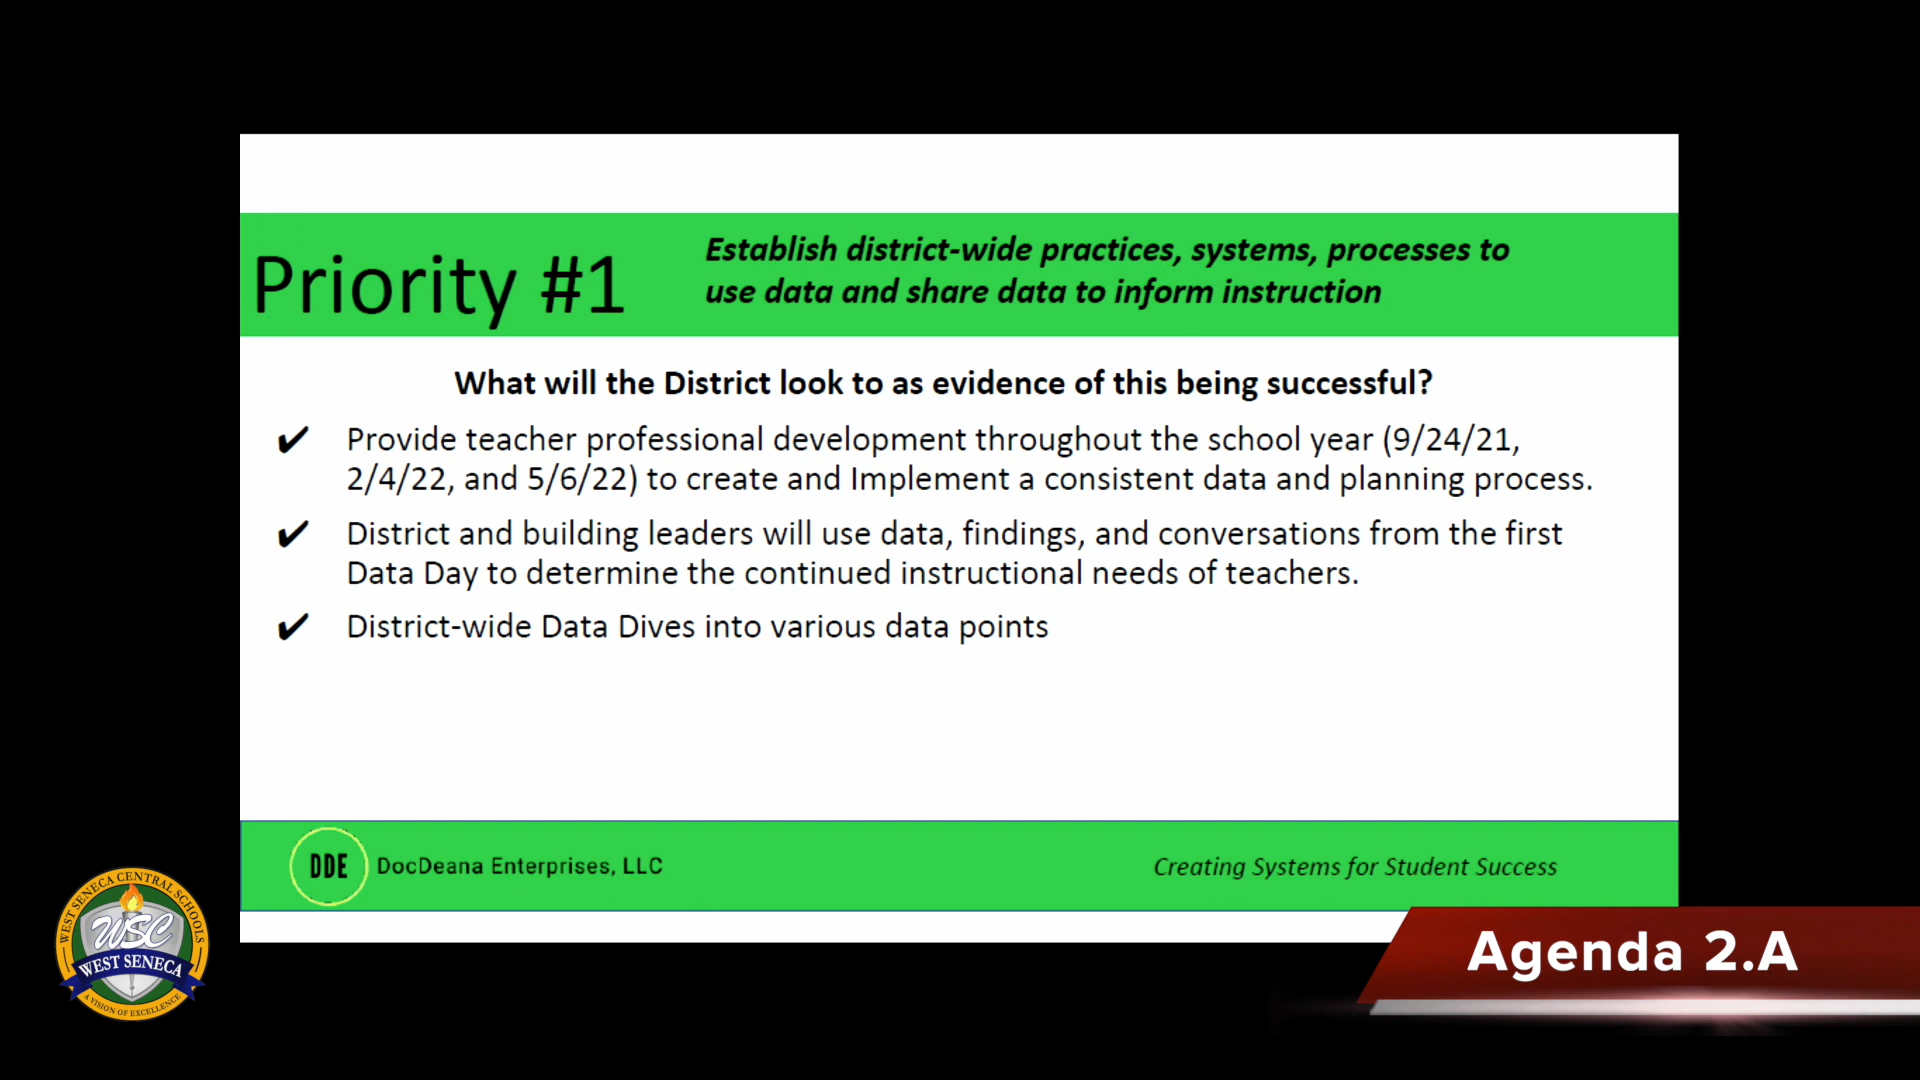 Priority #1
Establish district-wide practices, systems, processes to
use data and share data to inform instruction
What will the District look to as evidence of this being successful?
✔ Provide teacher professional development throughout the school year (9/24/21,
2/4/22, and 5/6/22) to create and Implement a consistent data and planning process.
✔ District and building leaders will use data, findings, and conversations from the first
Data Day to determine the continued instructional needs of teachers.
✔ District-wide Data Dives into various data points
DDE
DocDeana Enterprises, LLC
Creating Systems for Student Success
WEST SENECA CENTRAL SCHOOLS
WSC
WEST SENECA
A VISION OF EXCELLENCE
Agenda 2.A